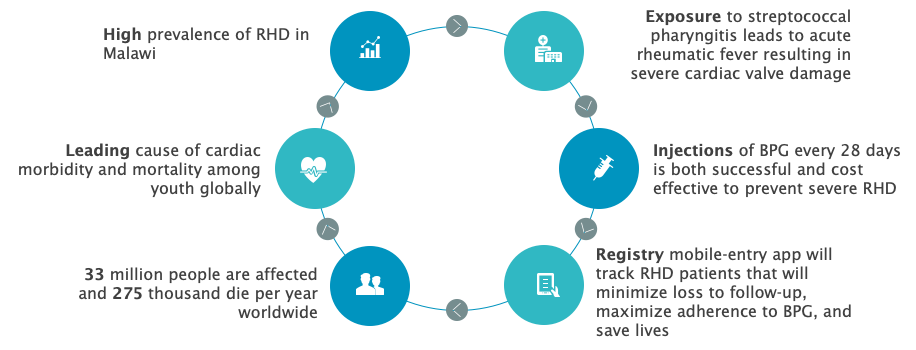 High prevalence of RHD in
Malawi
Exposure to streptococcal
pharyngitis leads to acute
rheumatic fever resulting in
severe cardiac valve damage
Injections of BPG every 28 days
is both successful and cost
effective to prevent severe RHD
Registry mobile-entry app will
track RHD patients that will
minimize loss to follow-up,
maximize adherence to BPG, and
save lives
33 million people are affected
and 275 thousand die per year
worldwide
Leading cause of cardiac
morbidity and mortality among
youth globally